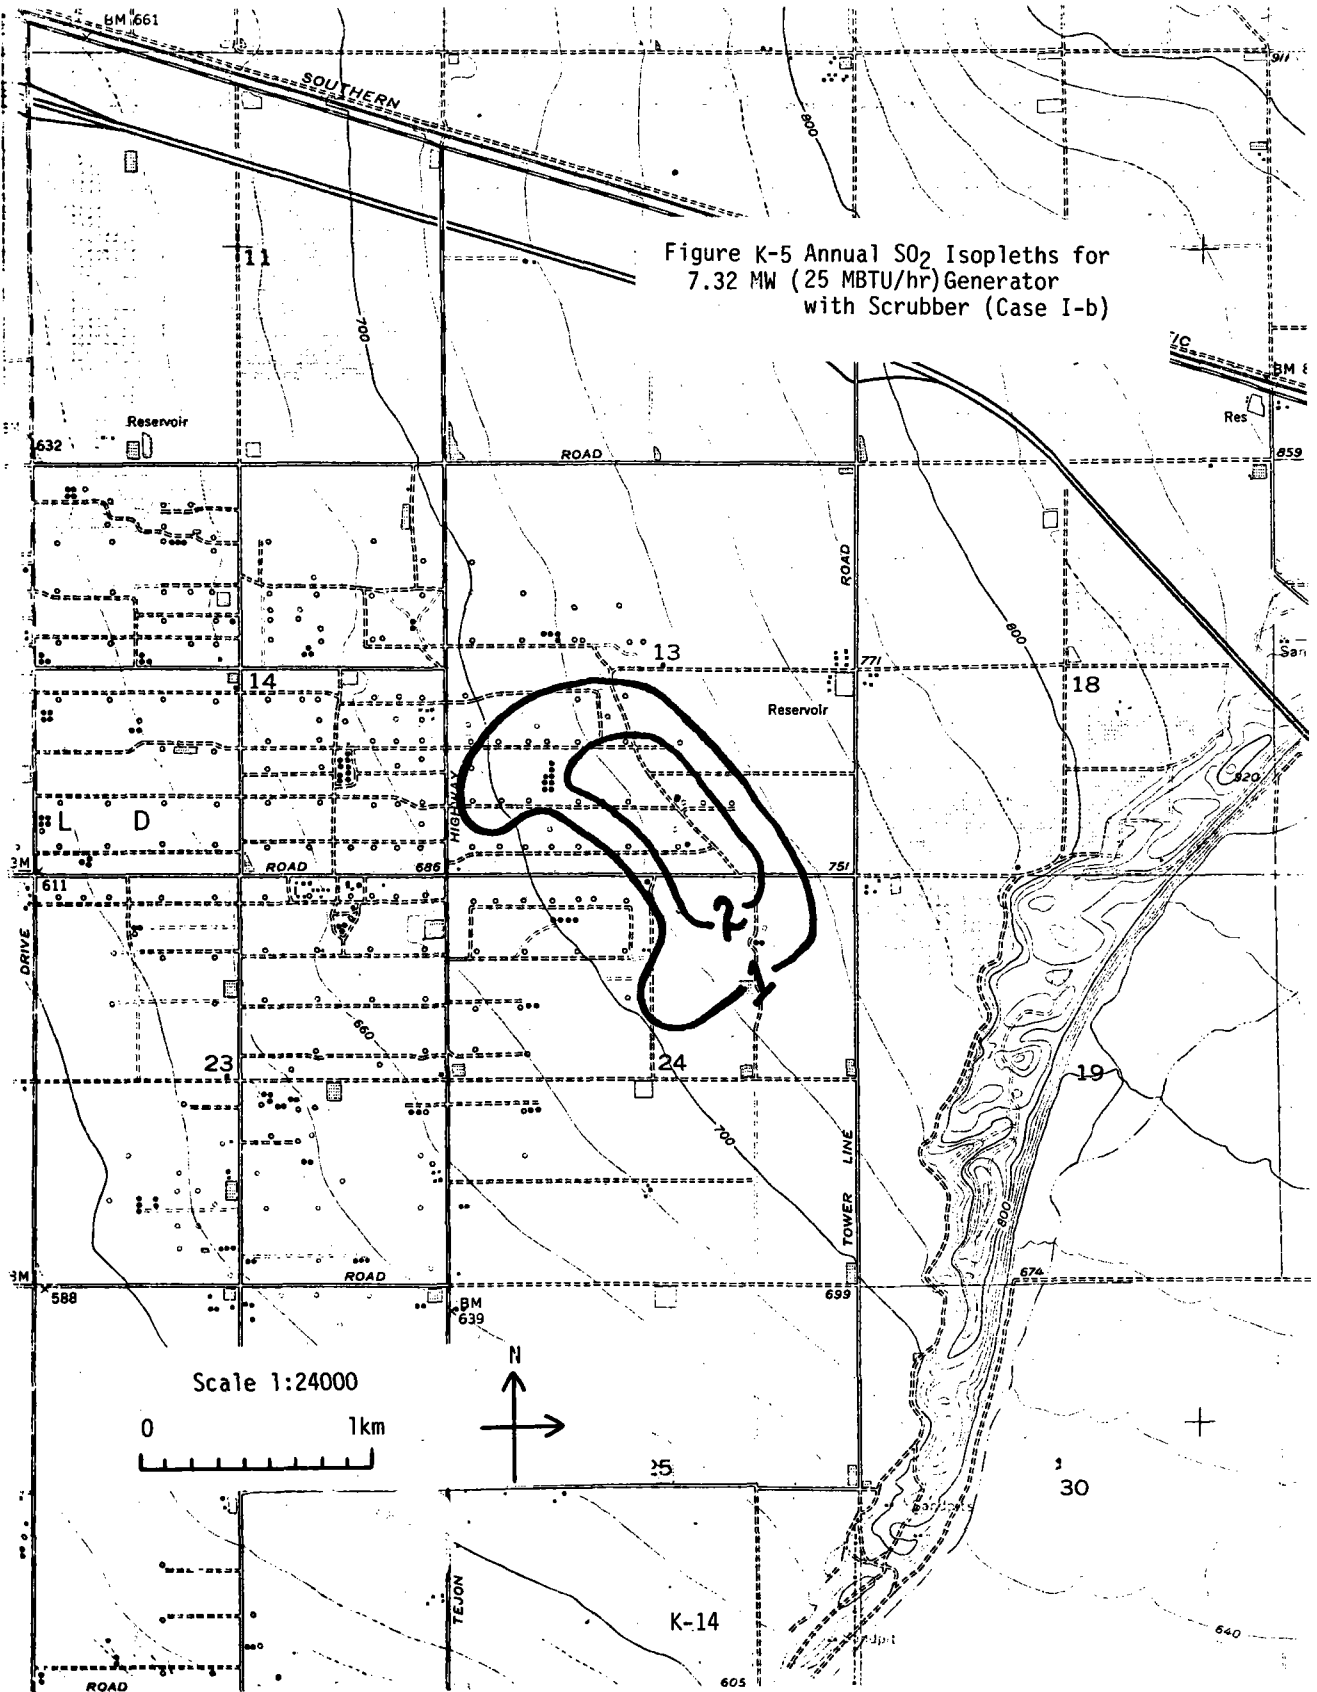 BM 661
SOUTHERN
911
800
11
Figure K-5 Annual SO2 Isopleths for
7.32 MW (25 MBTU/hr) Generator
with Scrubber (Case I-b)
700
BM 8
Reservoir
Res
632
ROAD
859
ROAD
800
13
771
14
18
Reservoir
HIGHWAY
920
L D
ROAD
686
751
611
2
DRIVE
1
660
23
24
19
700
TOWER LINE
800
ROAD
588
BM
639
699
674
Scale 1:24000
N
0 1km
30
TEJON
K-14
640
605
ROAD